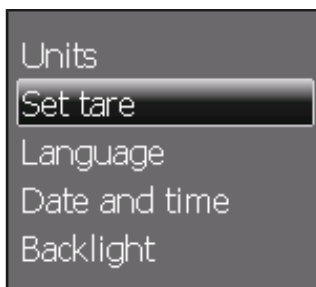 Units
Set tare
Language
Date and time
Backlight